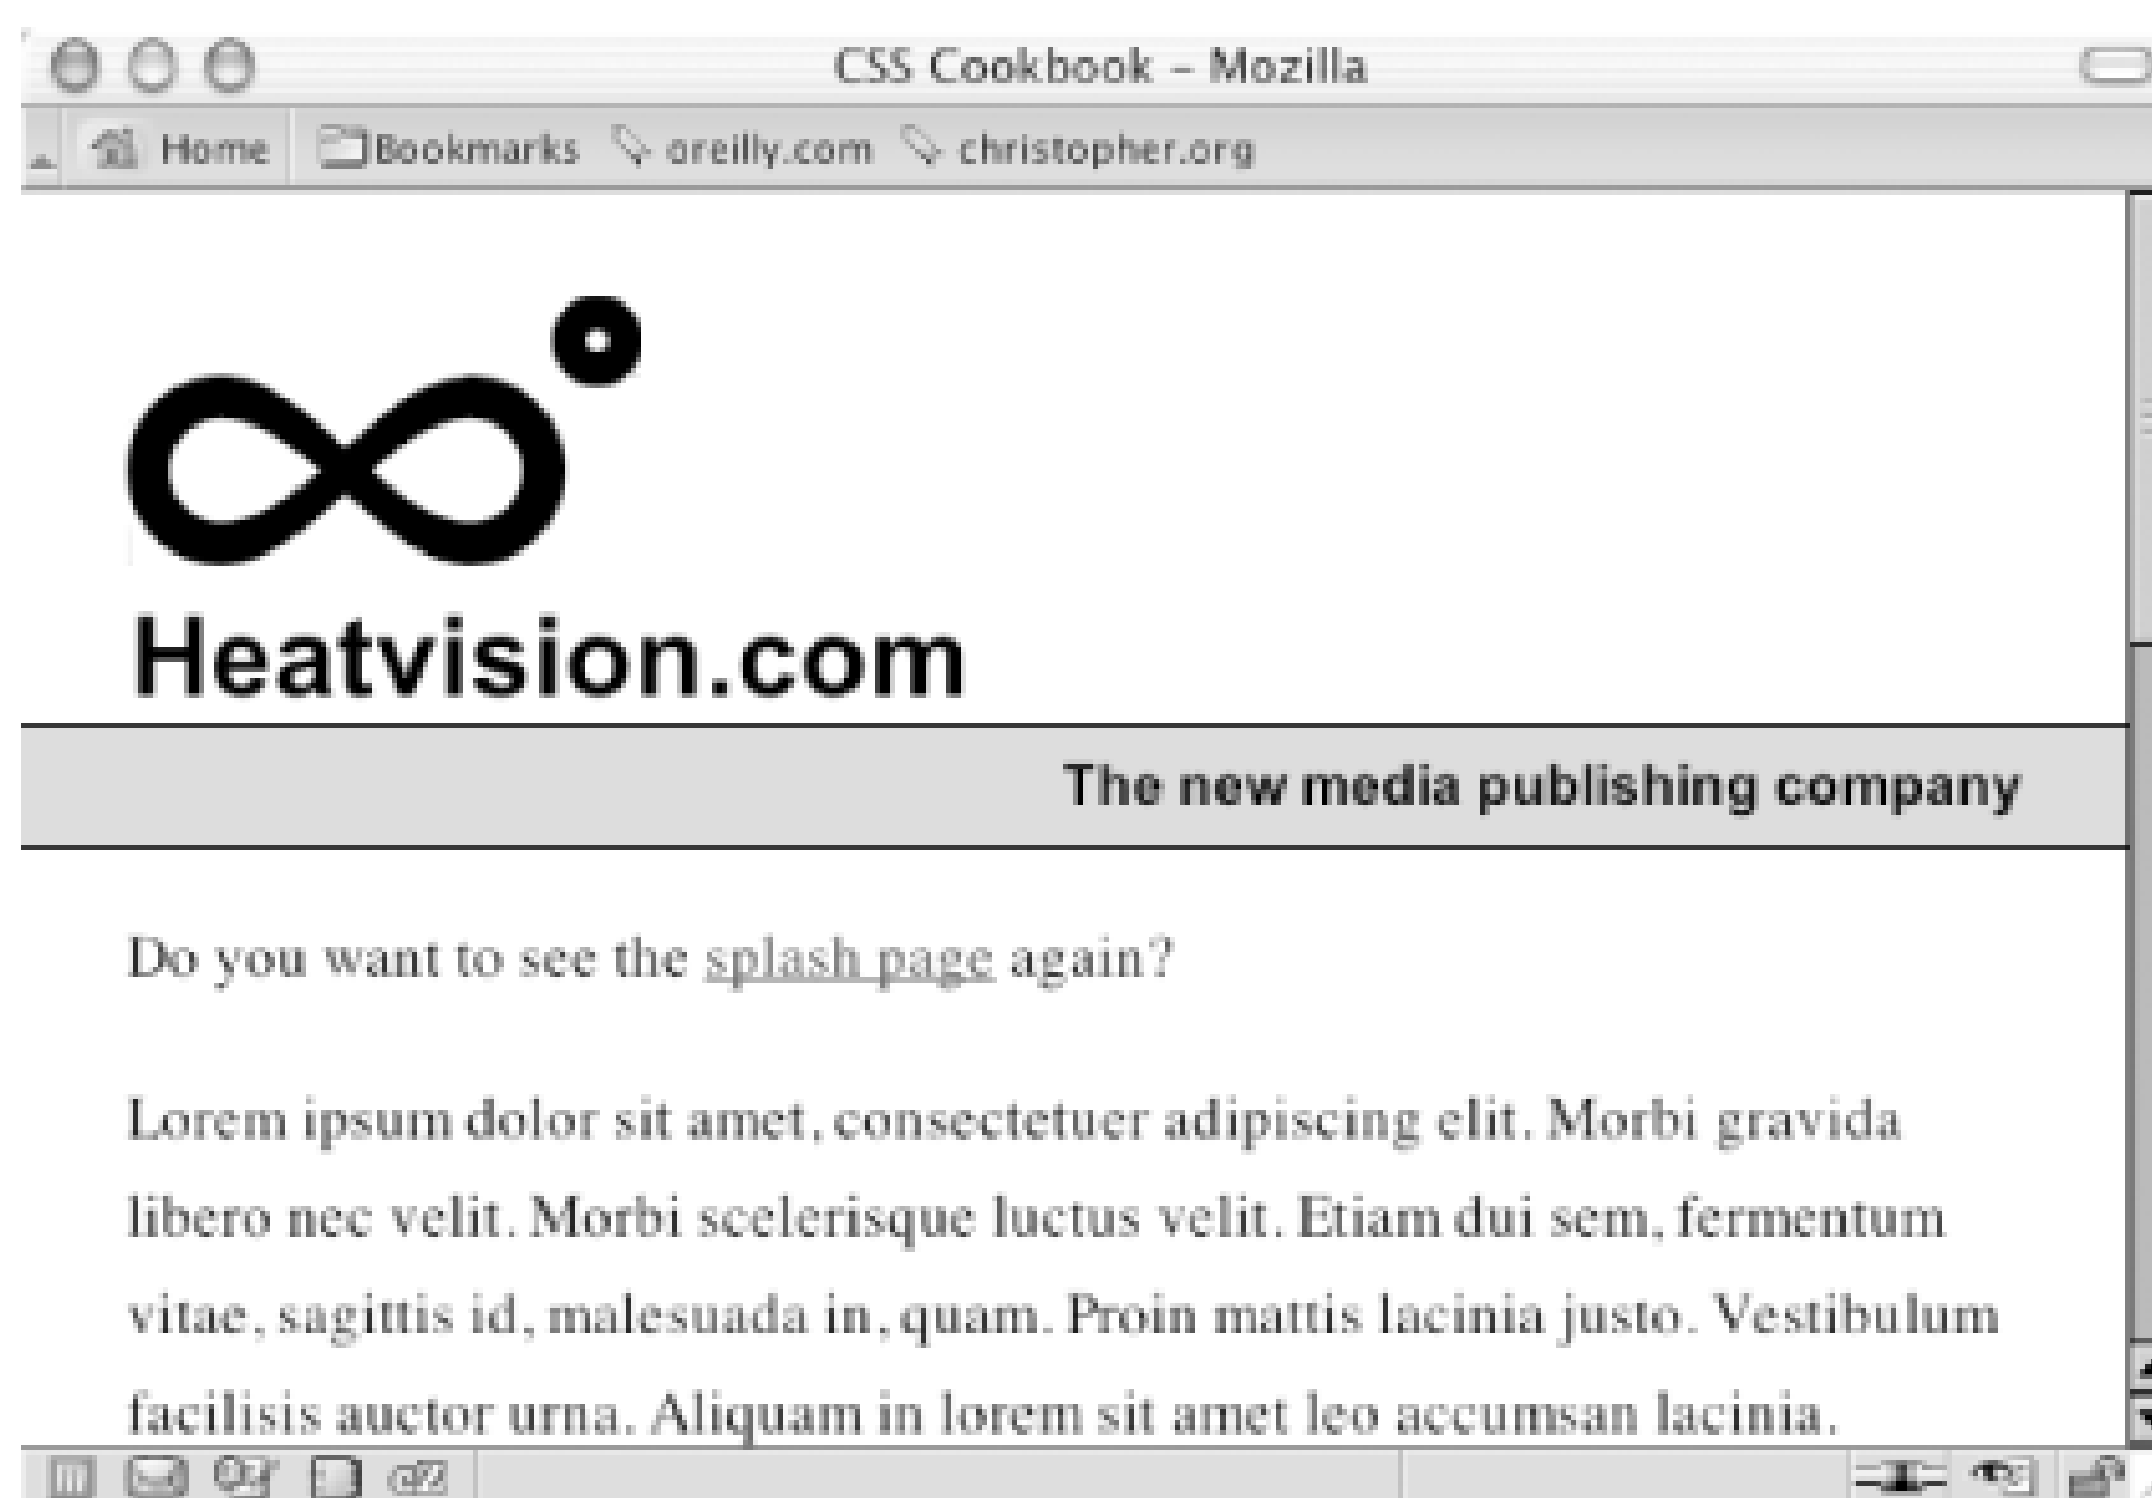 CSS Cookbook – Mozilla
Home Bookmarks oreilly.com christopher.org
Heatvision.com
The new media publishing company
Do you want to see the splash page again?
Lorem ipsum dolor sit amet, consectetuer adipiscing elit. Morbi gravida
libero nec velit. Morbi scelerisque luctus velit. Etiam dui sem, fermentum
vitae, sagittis id, malesuada in, quam. Proin mattis lacinia justo. Vestibulum
facilisis auctor urna. Aliquam in lorem sit amet leo accumsan lacinia.